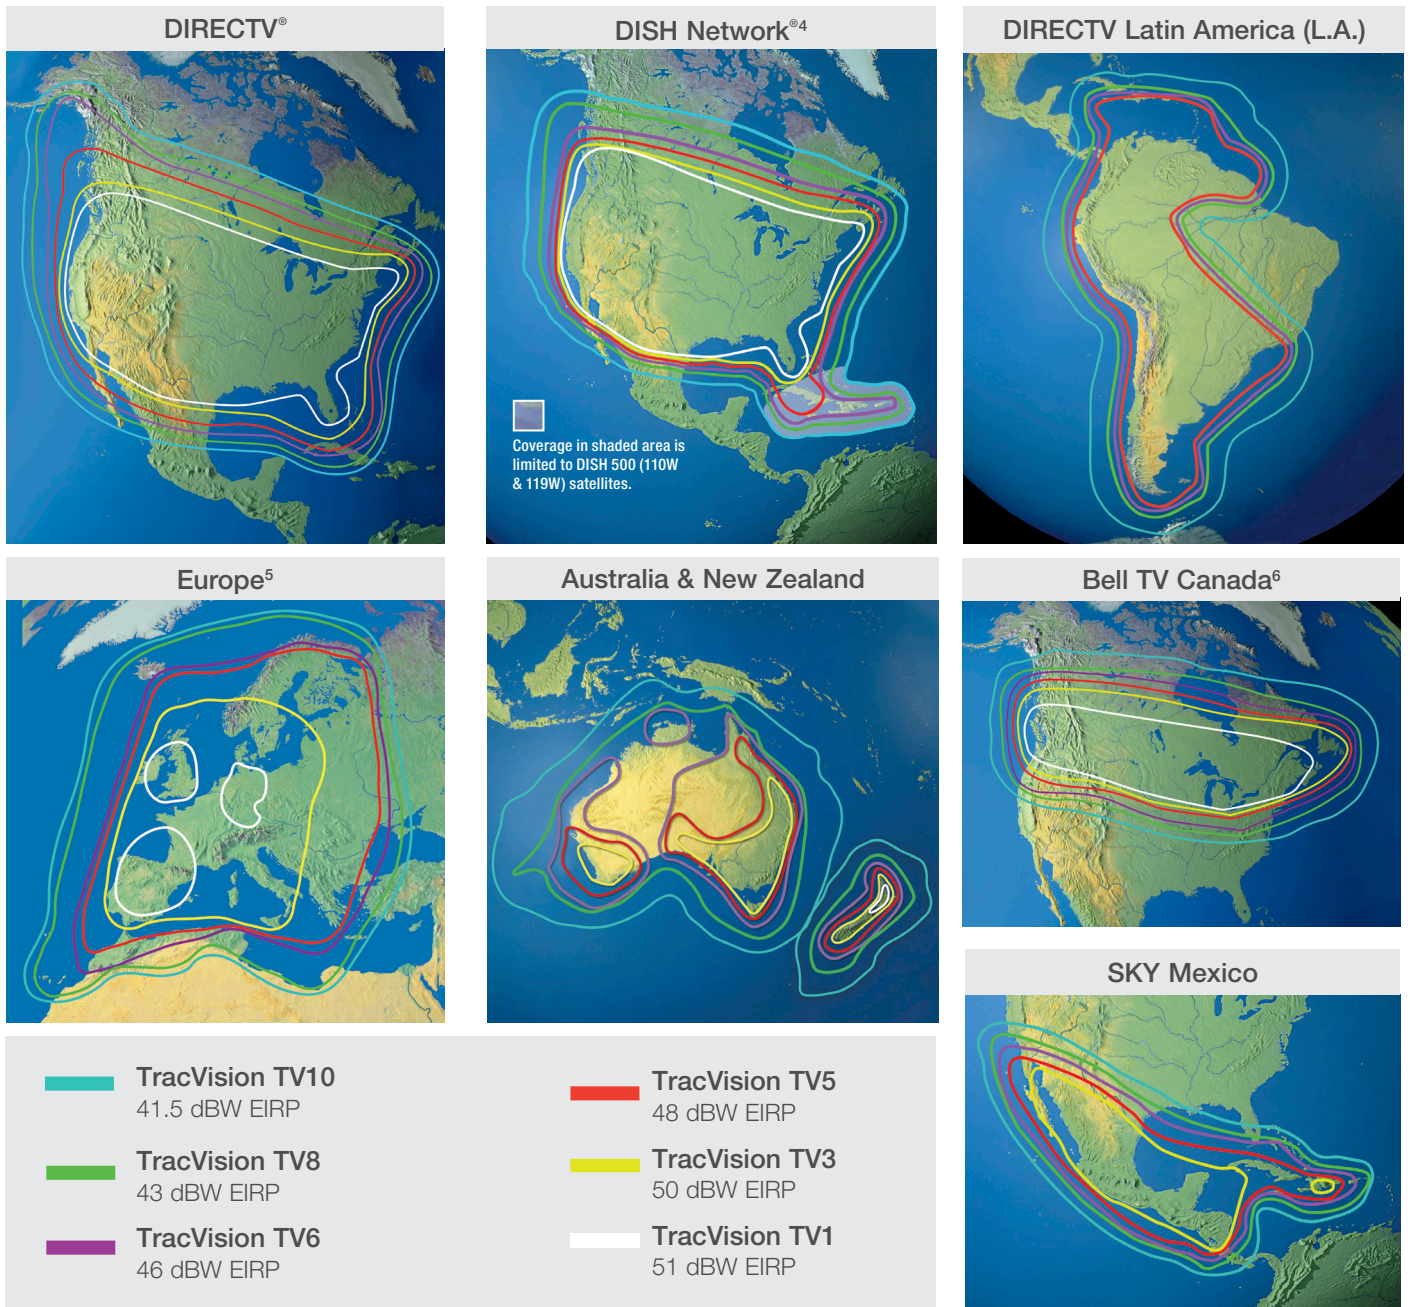 DIRECTV®
DISH Network®4
DIRECTV Latin America (L.A.)
Coverage in shaded area is
limited to DISH 500 (110W
& 119W) satellites.
Europe5
Australia & New Zealand
Bell TV Canada6
SKY Mexico
TracVision TV10
41.5 dBW EIRP
TracVision TV8
43 dBW EIRP
TracVision TV6
46 dBW EIRP
TracVision TV5
48 dBW EIRP
TracVision TV3
50 dBW EIRP
TracVision TV1
51 dBW EIRP